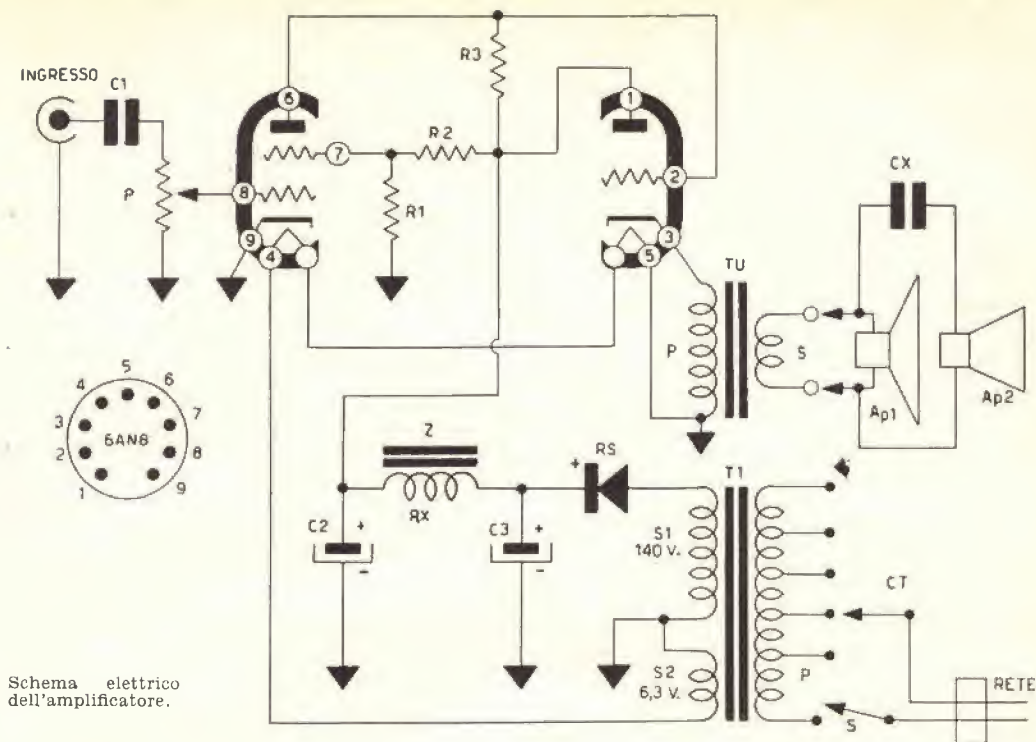 INGRESSO
C1
P
6
7
8
9
4
R1
R2
R3
1
2
3
5
TU
P
S
CX
Ap1
Ap2
5
4
6
3
7
2
8
1
9
6AN8
Z
RX
C2
+
-
C3
+
-
+
RS
T1
S1
140 V.
S2
6,3 V.
CT
P
S
RETE
Schema elettrico
dell'amplificatore.